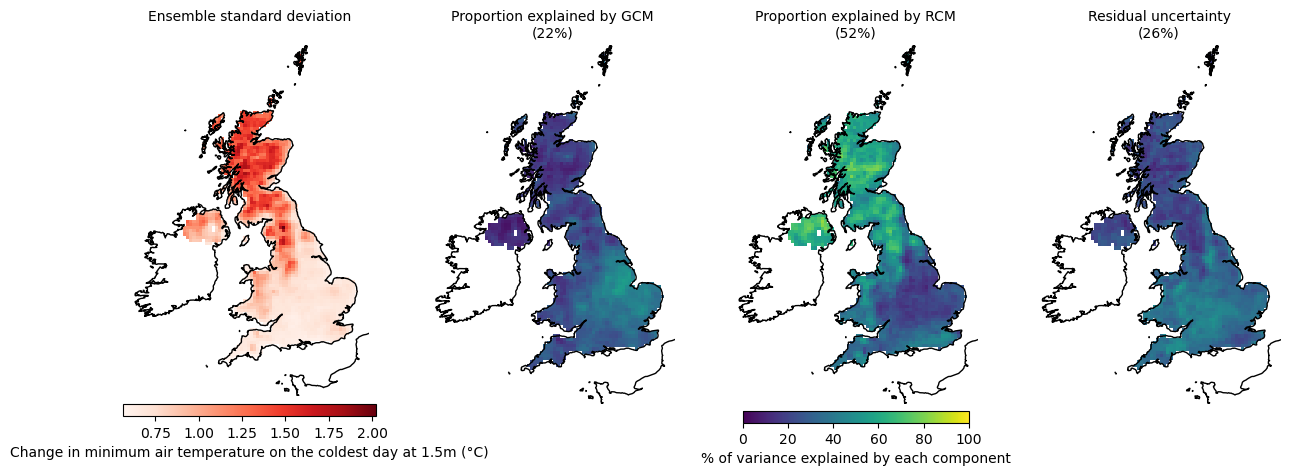 Ensemble standard deviation
Proportion explained by GCM
(22%)
Proportion explained by RCM
(52%)
Residual uncertainty
(26%)
0.75 1.00 1.25 1.50 1.75 2.00
Change in minimum air temperature on the coldest day at 1.5m (°C)
0 20 40 60 80 100
% of variance explained by each component